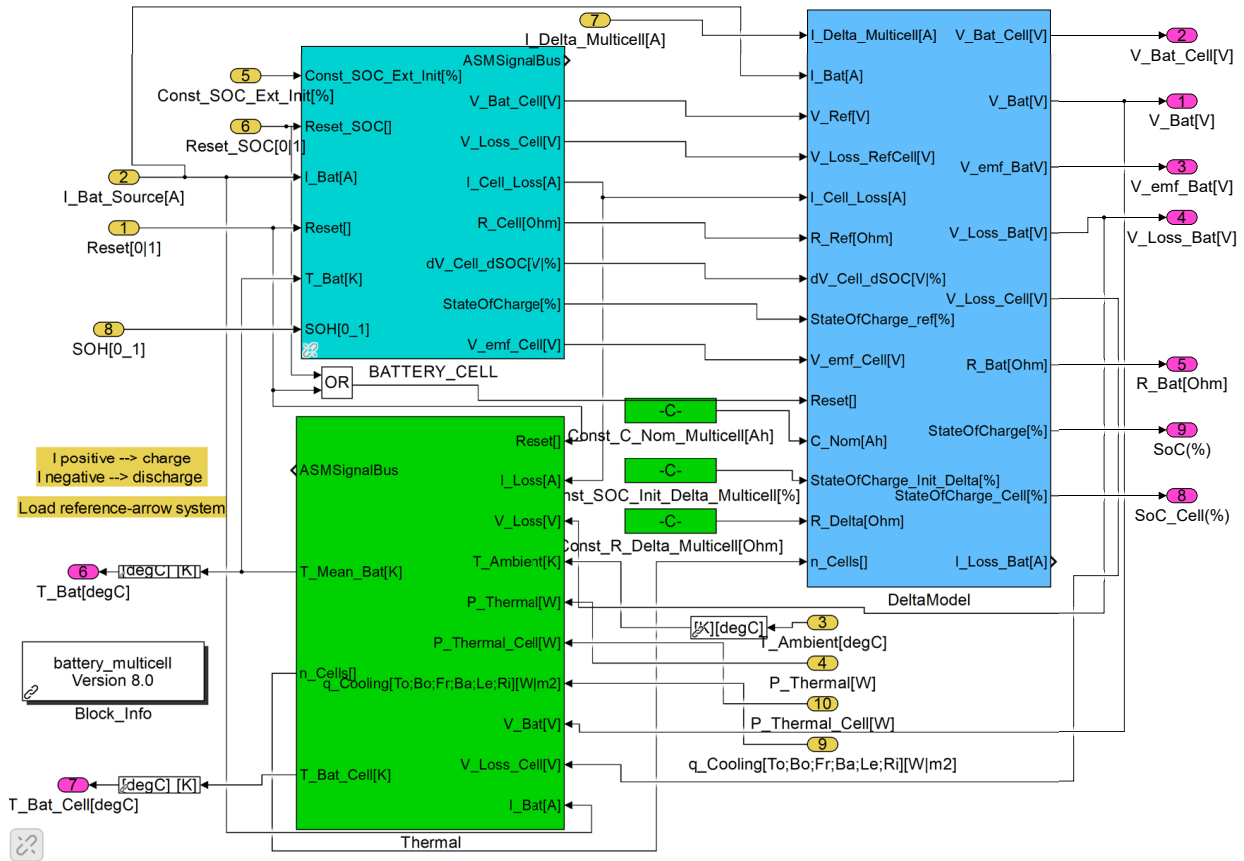 7
I_Delta_Multicell[A]
5
Const_SOC_Ext_Init[%]
6
Reset_SOC[0|1]
2
I_Bat_Source[A]
1
Reset[0|1]
8
SOH[0_1]
ASMSignalBus
Const_SOC_Ext_Init[%]
V_Bat_Cell[V]
Reset_SOC[]
V_Loss_Cell[V]
I_Bat[A]
I_Cell_Loss[A]
Reset[]
R_Cell[Ohm]
T_Bat[K]
dV_Cell_dSOC[V|%]
StateOfCharge[%]
SOH[0_1]
V_emf_Cell[V]
BATTERY_CELL
OR
I_Delta_Multicell[A]
V_Bat_Cell[V]
I_Bat[A]
V_Bat[V]
V_Ref[V]
V_Loss_RefCell[V]
V_emf_BatV]
I_Cell_Loss[A]
V_Loss_Bat[V]
R_Ref[Ohm]
dV_Cell_dSOC[V|%]
V_Loss_Cell[V]
StateOfCharge_ref[%]
V_emf_Cell[V]
R_Bat[Ohm]
Reset[]
StateOfCharge[%]
C_Nom[Ah]
StateOfCharge_Init_Delta[%]
StateOfCharge_Cell[%]
R_Delta[Ohm]
n_Cells[]
I_Loss_Bat[A]
DeltaModel
2
V_Bat_Cell[V]
1
V_Bat[V]
3
V_emf_Bat[V]
4
V_Loss_Bat[V]
5
R_Bat[Ohm]
9
SoC(%)
8
SoC_Cell(%)
-C-
Const_C_Nom_Multicell[Ah]
-C-
nst_SOC_Init_Delta_Multicell[%]
-C-
Const_R_Delta_Multicell[Ohm]
I positive --> charge
I negative --> discharge
Load reference-arrow system
Reset[]
ASMSignalBus
I_Loss[A]
V_Loss[V]
T_Ambient[K]
T_Mean_Bat[K]
P_Thermal[W]
P_Thermal_Cell[W]
n_Cells[]
q_Cooling[To;Bo;Fr;Ba;Le;Ri][W|m2]
V_Bat[V]
V_Loss_Cell[V]
T_Bat_Cell[K]
I_Bat[A]
Thermal
6
[degC] [K]
T_Bat[degC]
battery_multicell
Version 8.0
Block_Info
7
[degC] [K]
T_Bat_Cell[degC]
[K][degC]
3
T_Ambient[degC]
4
P_Thermal[W]
10
P_Thermal_Cell[W]
9
q_Cooling[To;Bo;Fr;Ba;Le;Ri][W|m2]